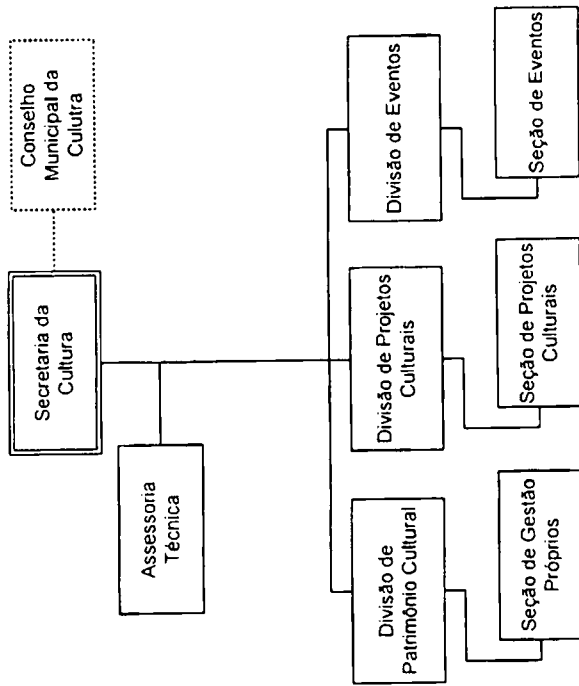 Secretaria da
Cultura
Conselho
Municipal da
Culutra
Assessoria
Técnica
Divisão de
Patrimônio Cultural
Divisão de Projetos
Culturais
Divisão de Eventos
Seção de Gestão
Próprios
Seção de Projetos
Culturais
Seção de Eventos